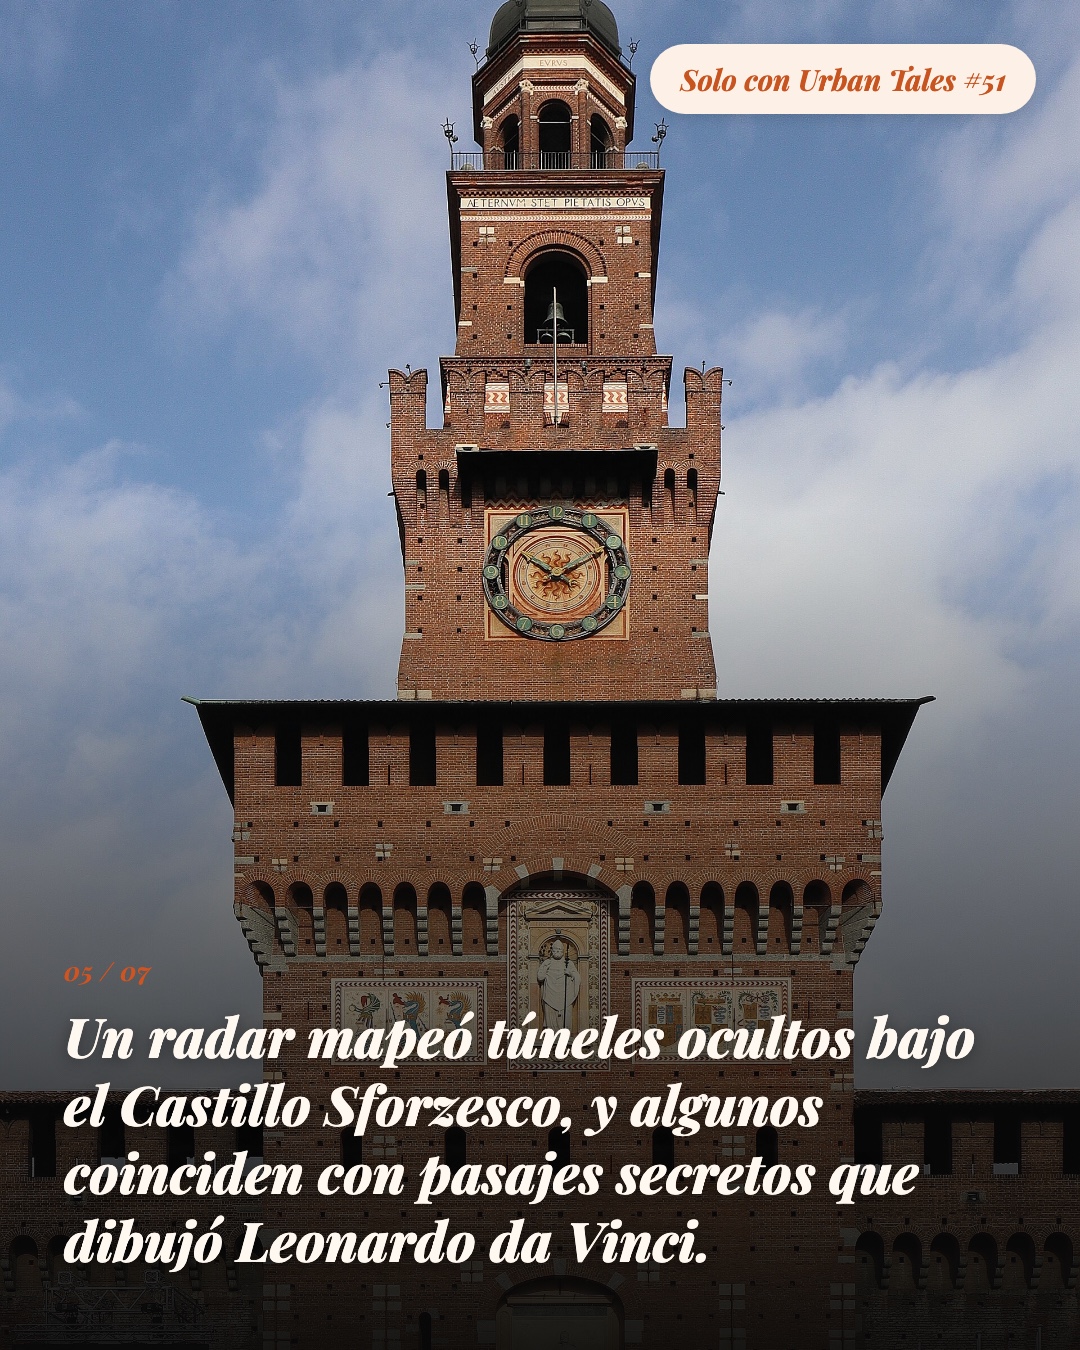 Solo con Urban Tales #51
EVRVS
AETERNVM STET PIETATIS OPVS
05 / 07
Un radar mapeó túneles ocultos bajo
el Castillo Sforzesco, y algunos
coinciden con pasajes secretos que
dibujó Leonardo da Vinci.